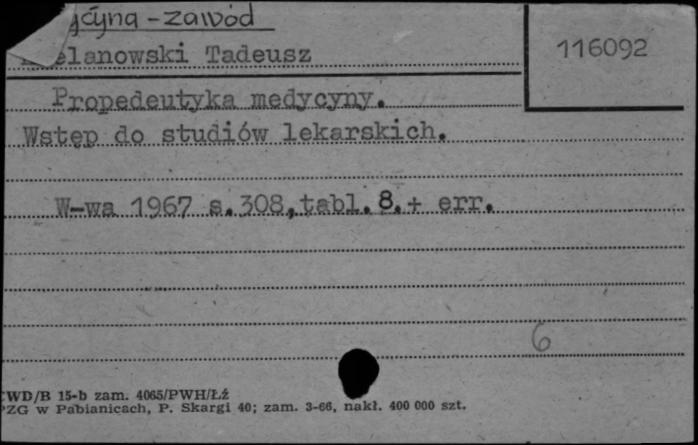 ycyna - zawód
elanowski Tadeusz
116092
Propedeutyka medycyny.
Wstęp do studiów lekarskich.
W-wa 1967 s.308,tabl.8.+ err.
6
WD/B 15-b zam. 4065/PWH/Łź
PZG w Pabianicach, P. Skargi 40; zam. 3-66, nakł. 400 000 szt.